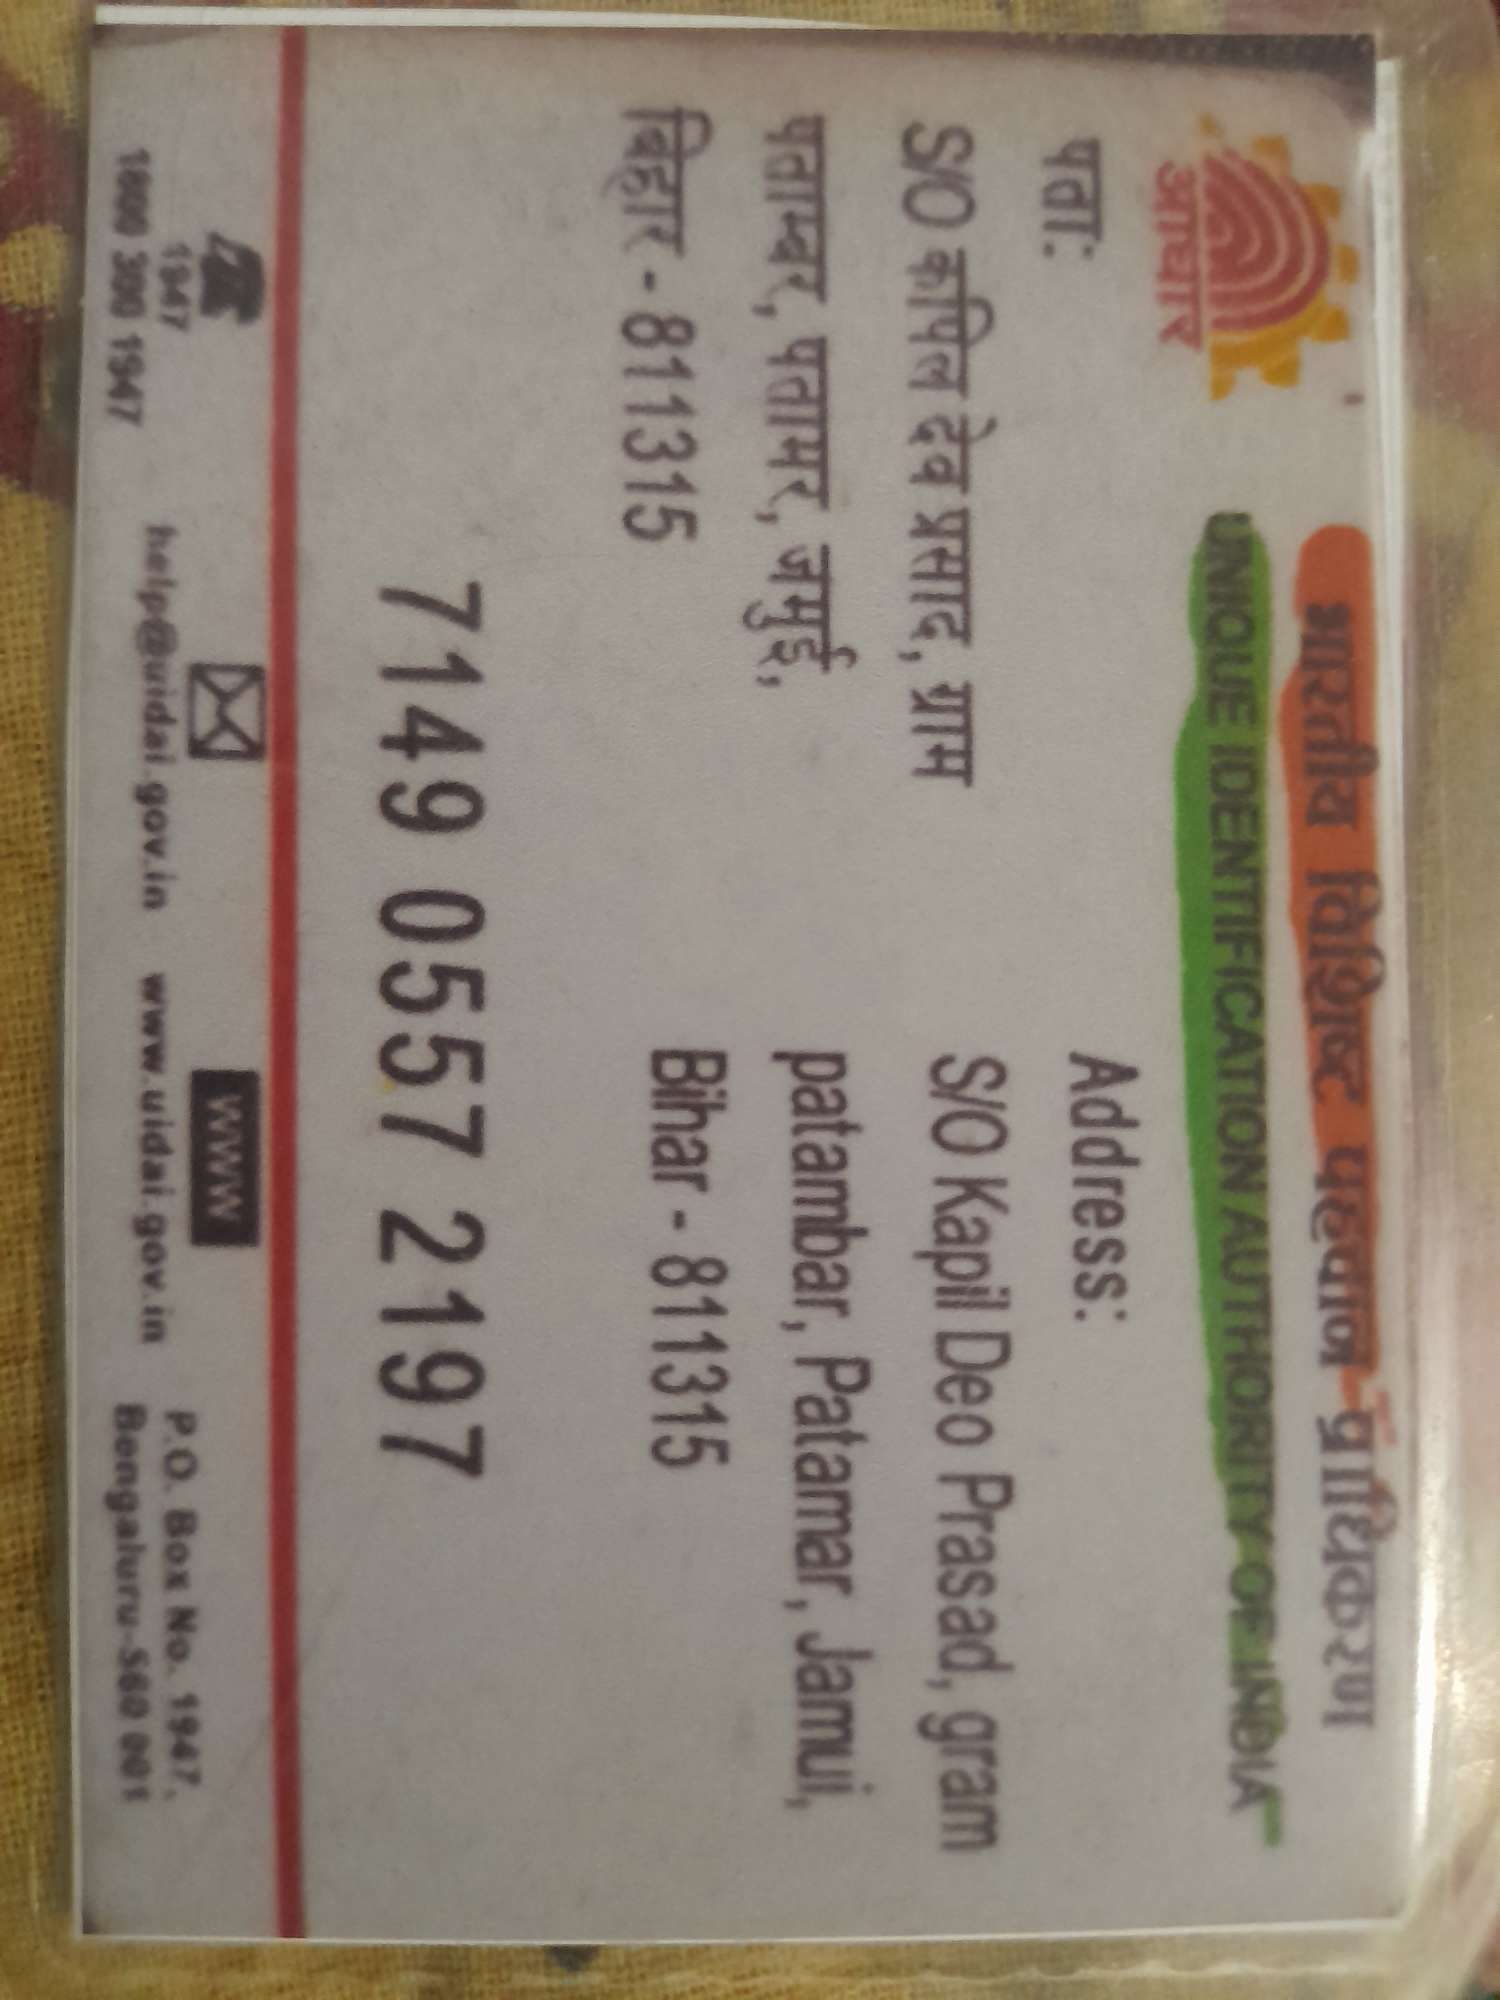 भारतीय विशिष्ट पहचान प्राधिकरण
UNIQUE IDENTIFICATION AUTHORITY OF INDIA
आधार
पता:
S/O कपिल देव प्रसाद, ग्राम
पताम्बर, पतामर, जमुई,
बिहार - 811315
Address:
S/O Kapil Deo Prasad, gram
patambar, Patamar, Jamui,
Bihar - 811315
7149 0557 2197
1947
1800 300 1947
help@uidai.gov.in
WWW
www.uidai.gov.in
P.O. Box No. 1947,
Bengaluru-560 001